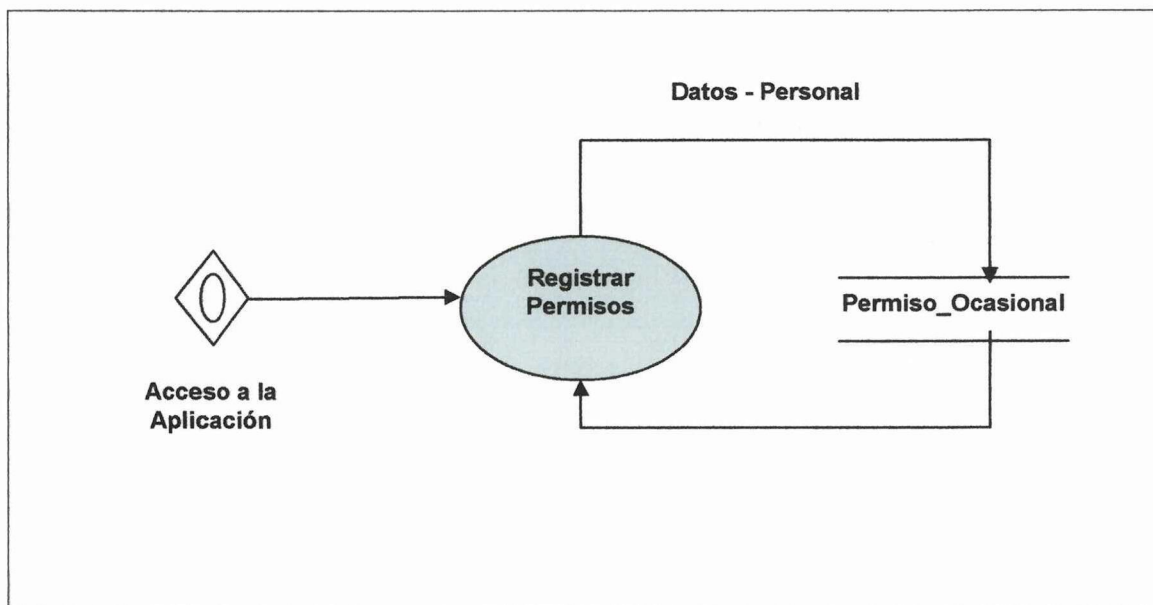 Datos - Personal
Registrar
Permisos
Permiso_Ocasional
Acceso a la
Aplicación